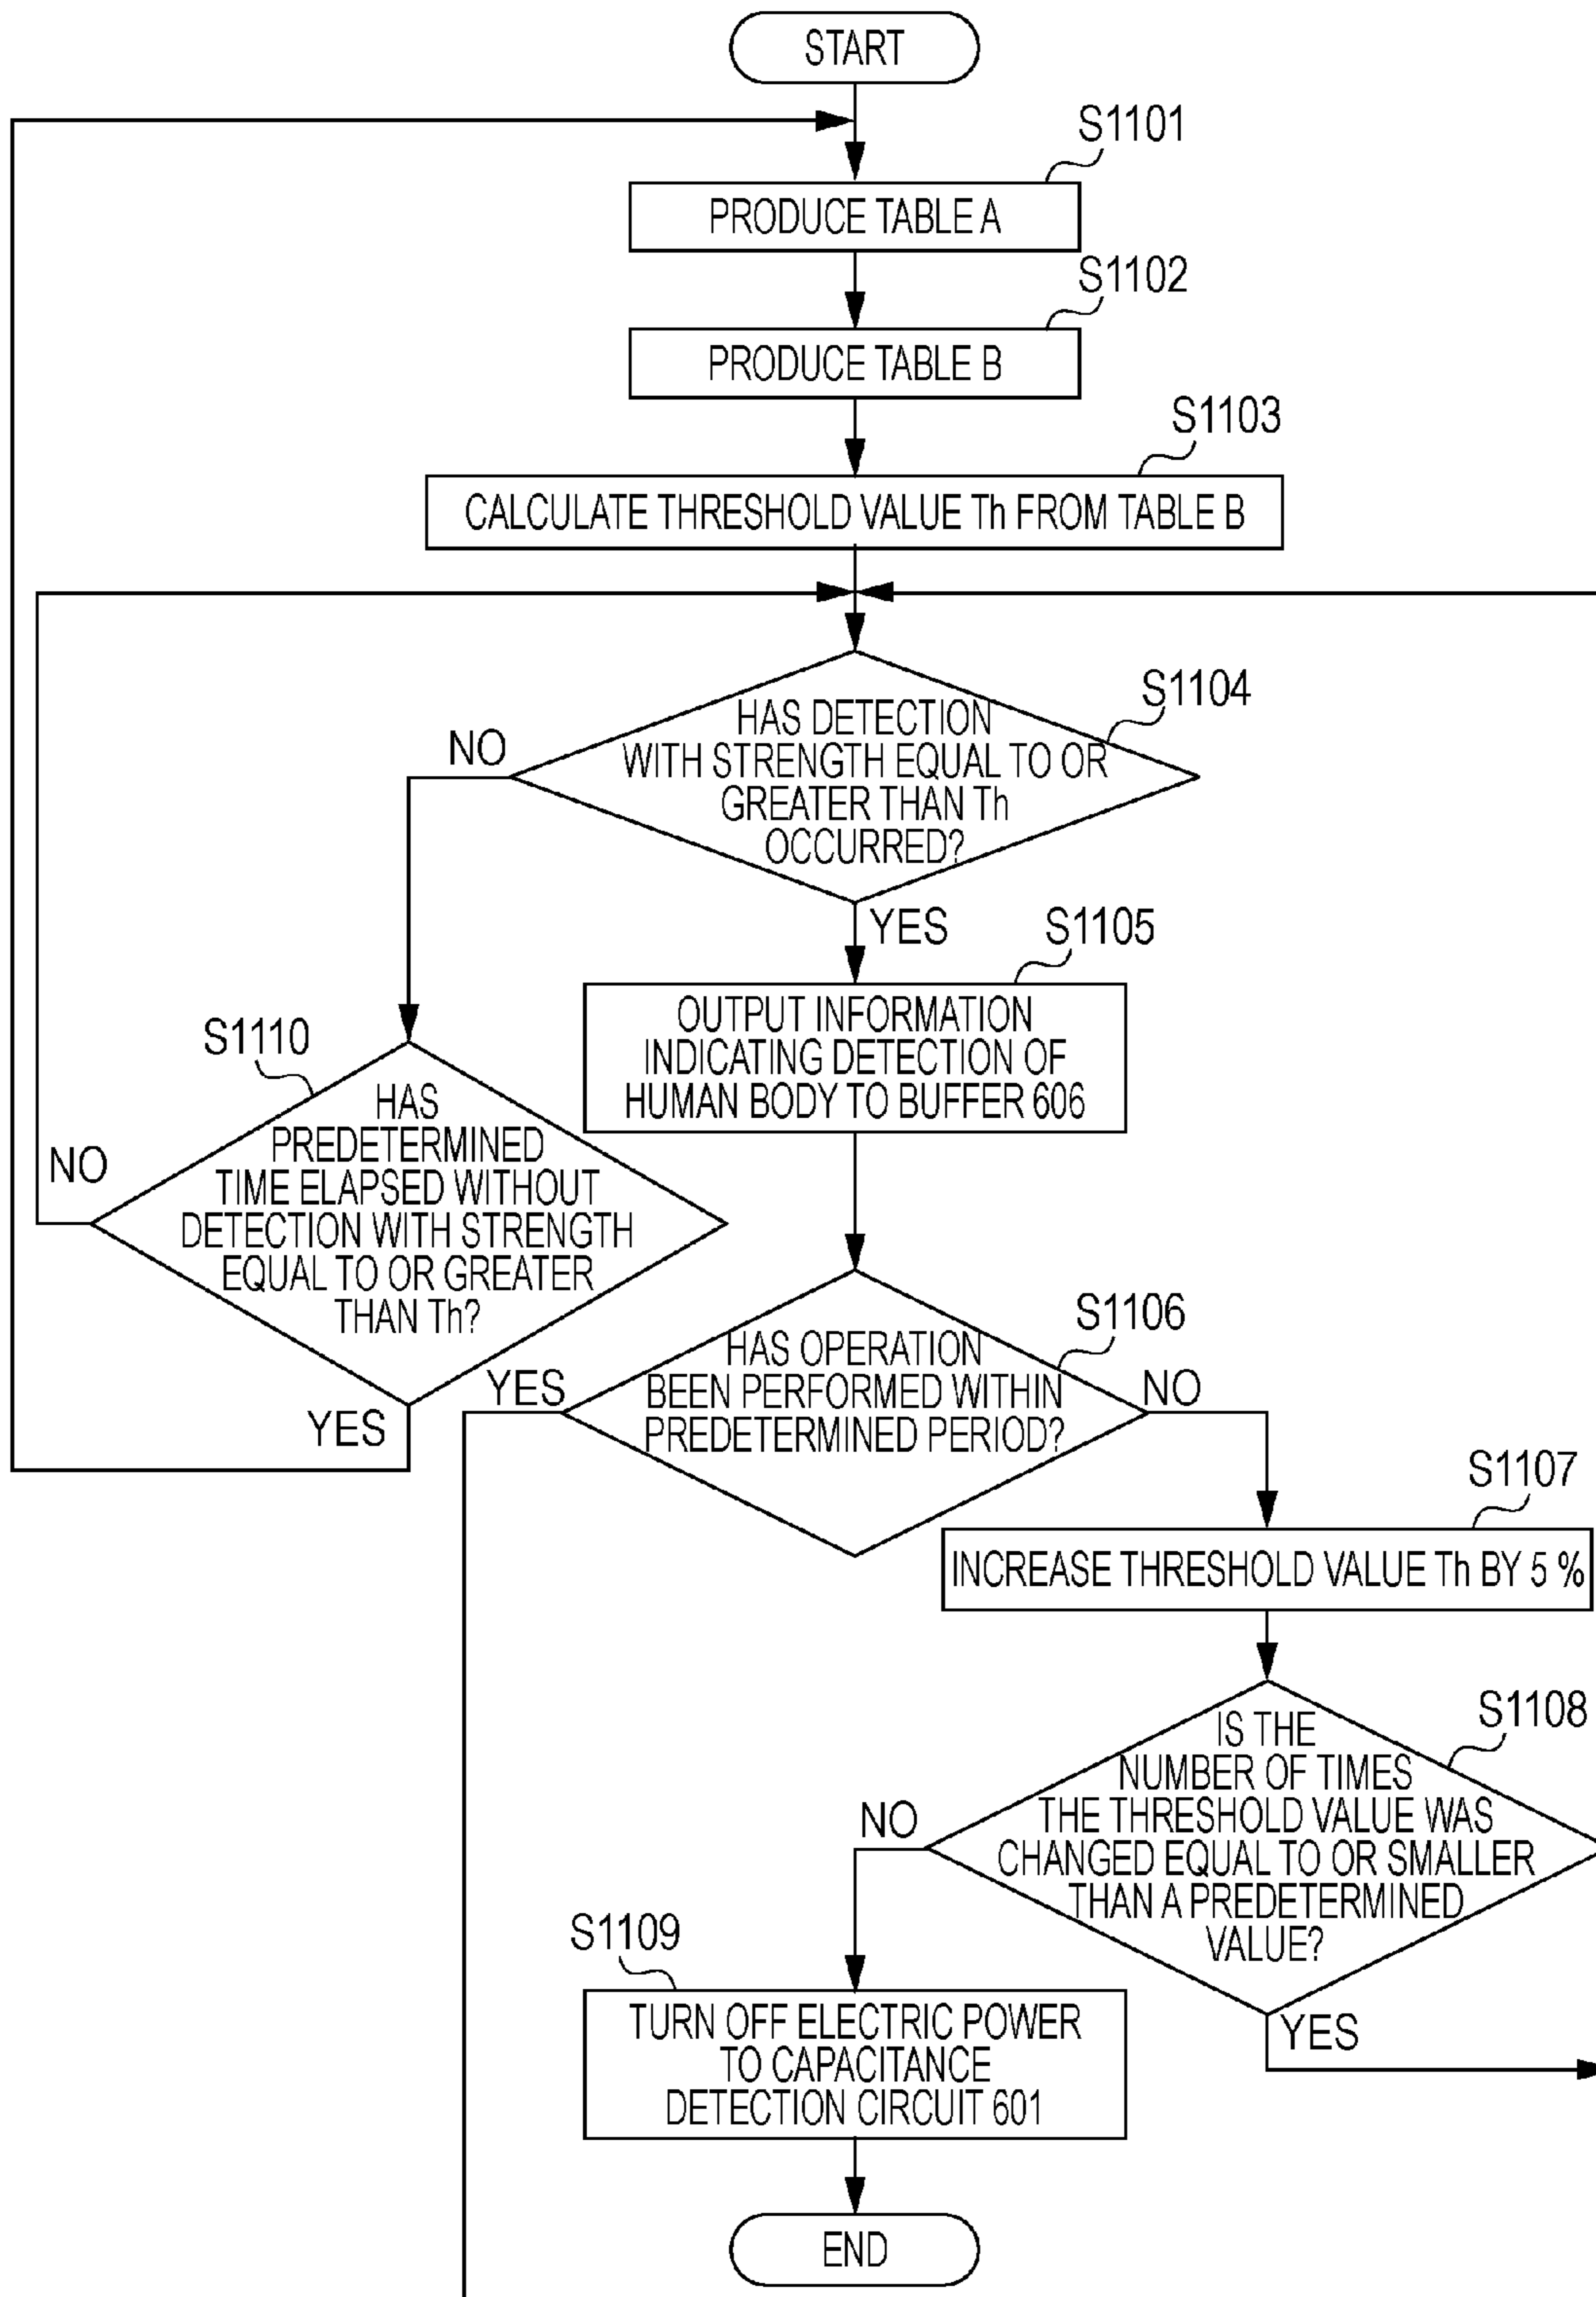 START
S1101
PRODUCE TABLE A
S1102
PRODUCE TABLE B
S1103
CALCULATE THRESHOLD VALUE Th FROM TABLE B
S1104
HAS DETECTION
WITH STRENGTH EQUAL TO OR
GREATER THAN Th
OCCURRED?
NO
YES
S1105
OUTPUT INFORMATION
INDICATING DETECTION OF
HUMAN BODY TO BUFFER 606
S1110
HAS
PREDETERMINED
TIME ELAPSED WITHOUT
DETECTION WITH STRENGTH
EQUAL TO OR GREATER
THAN Th?
NO
YES
S1106
HAS OPERATION
BEEN PERFORMED WITHIN
PREDETERMINED PERIOD?
YES
NO
S1107
INCREASE THRESHOLD VALUE Th BY 5 %
S1108
IS THE
NUMBER OF TIMES
THE THRESHOLD VALUE WAS
CHANGED EQUAL TO OR SMALLER
THAN A PREDETERMINED
VALUE?
NO
YES
S1109
TURN OFF ELECTRIC POWER
TO CAPACITANCE
DETECTION CIRCUIT 601
END